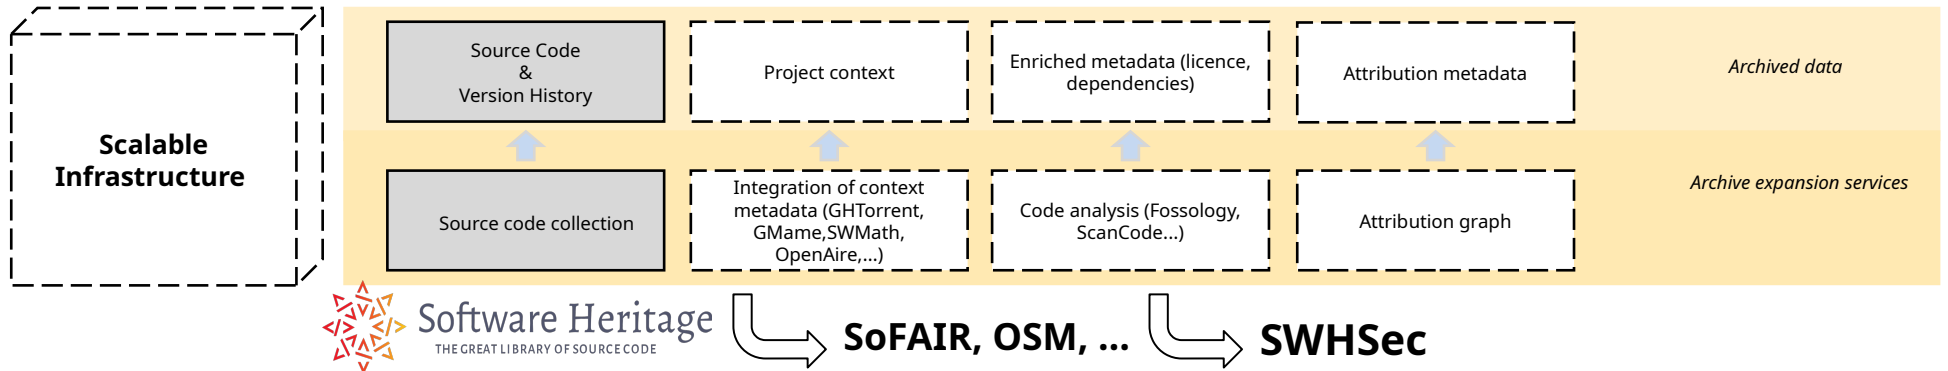 Scalable
Infrastructure
Source Code
&
Version History
Project context
Enriched metadata (licence,
dependencies)
Attribution metadata
Archived data
Source code collection
Integration of context
metadata (GHTorrent,
GMame,SWMath,
OpenAire,...)
Code analysis (Fossology,
ScanCode...)
Attribution graph
Archive expansion services
Software Heritage
THE GREAT LIBRARY OF SOURCE CODE
SoFAIR, OSM, ...
SWHSec